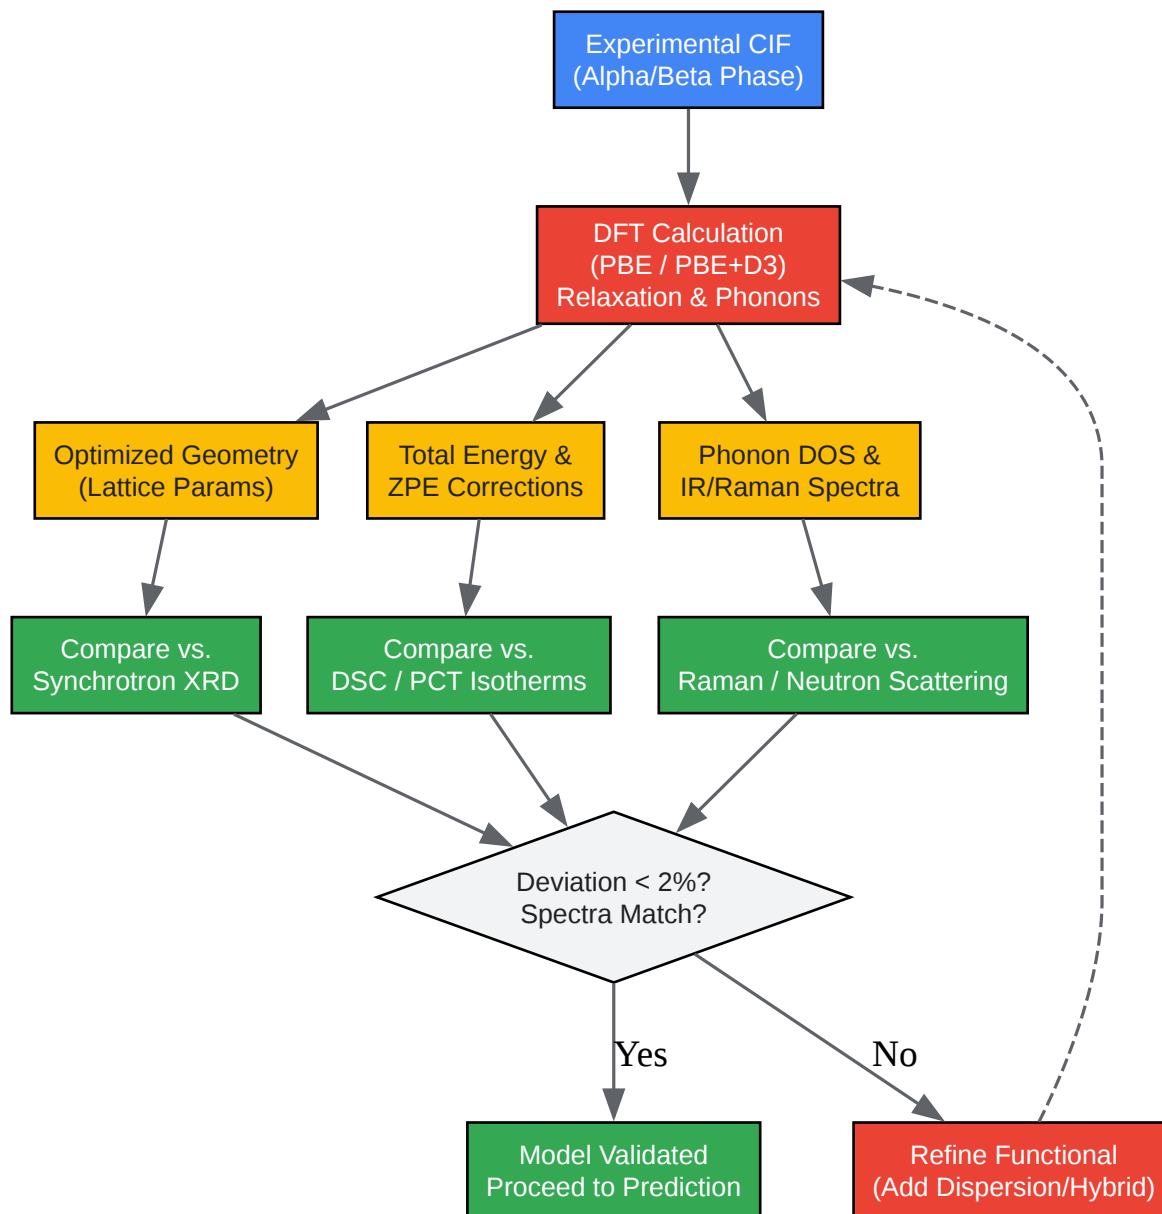 Experimental CIF
(Alpha/Beta Phase)
DFT Calculation
(PBE / PBE+D3)
Relaxation & Phonons
Optimized Geometry
(Lattice Params)
Total Energy &
ZPE Corrections
Phonon DOS &
IR/Raman Spectra
Compare vs.
Synchrotron XRD
Compare vs.
DSC / PCT Isotherms
Compare vs.
Raman / Neutron Scattering
Deviation < 2%?
Spectra Match?
Yes
No
Model Validated
Proceed to Prediction
Refine Functional
(Add Dispersion/Hybrid)